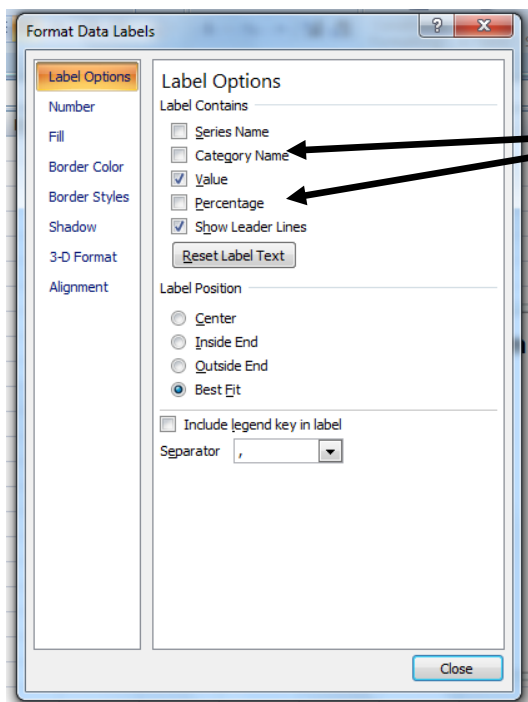 Format Data Labels
?
X
Label Options
Number
Fill
Border Color
Border Styles
Shadow
3-D Format
Alignment
Label Options
Label Contains
Series Name
Category Name
Value
Percentage
Show Leader Lines
Reset Label Text
Label Position
Center
Inside End
Outside End
Best Fit
Include legend key in label
Separator ,
Close